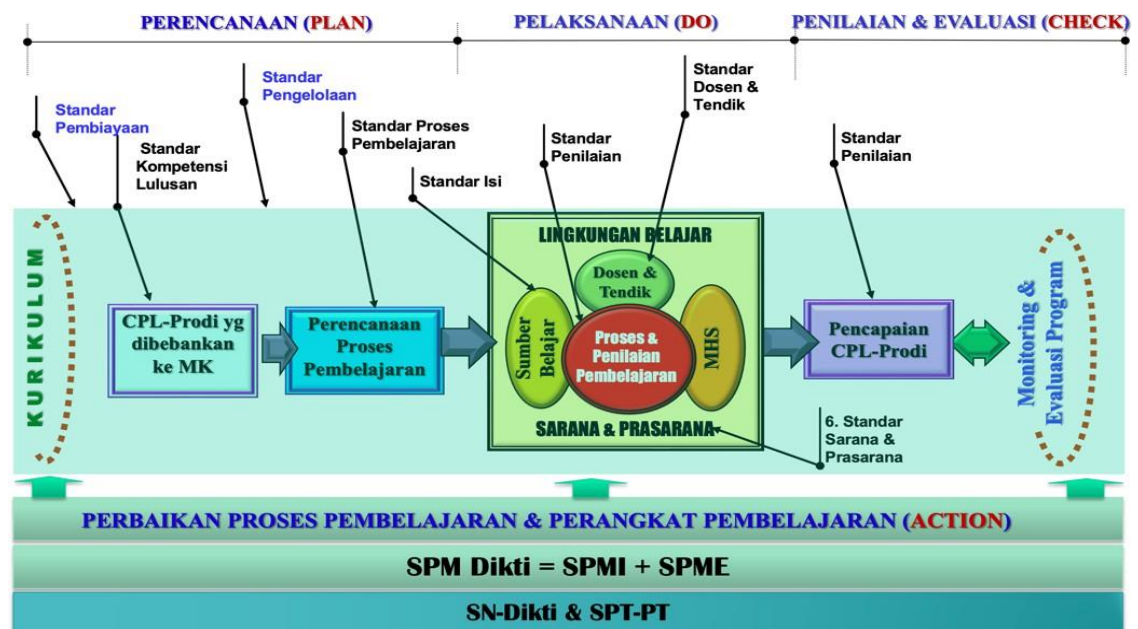 PERENCANAAN (PLAN)
PELAKSANAAN (DO)
PENILAIAN & EVALUASI (CHECK)
Standar
Pembiayaan
Standar
Kompetensi
Lulusan
Standar
Pengelolaan
Standar Proses
Pembelajaran
Standar Isi
Standar
Penilaian
Standar
Dosen &
Tendik
Standar
Penilaian
KURIKULUM
CPL-Prodi yg
dibebankan
ke MK
Perencanaan
Proses
Pembelajaran
LINGKUNGAN BELAJAR
Dosen &
Tendik
Sumber
Belajar
Proses &
Penilaian
Pembelajaran
MHS
SARANA & PRASARANA
Pencapaian
CPL-Prodi
6. Standar
Sarana &
Prasarana
Monitoring &
Evaluasi Program
PERBAIKAN PROSES PEMBELAJARAN & PERANGKAT PEMBELAJARAN (ACTION)
SPM Dikti = SPMI + SPME
SN-Dikti & SPT-PT